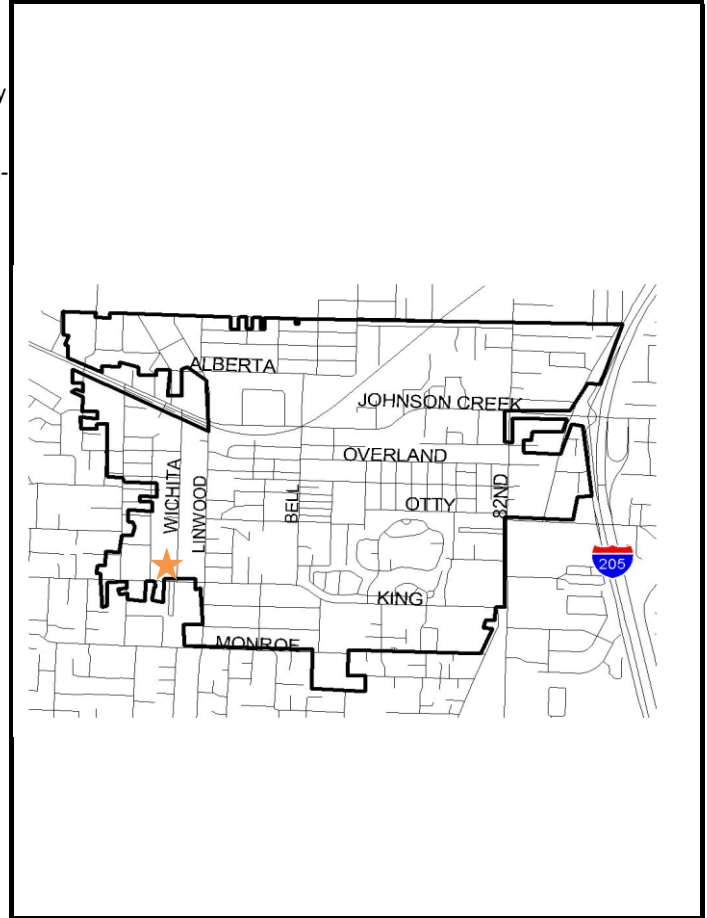 y
-
ALBERTA
JOHNSON CREEK
OVERLAND
WICHITA
LINWOOD
BELL
OTTY
82ND
205
KING
MONROE